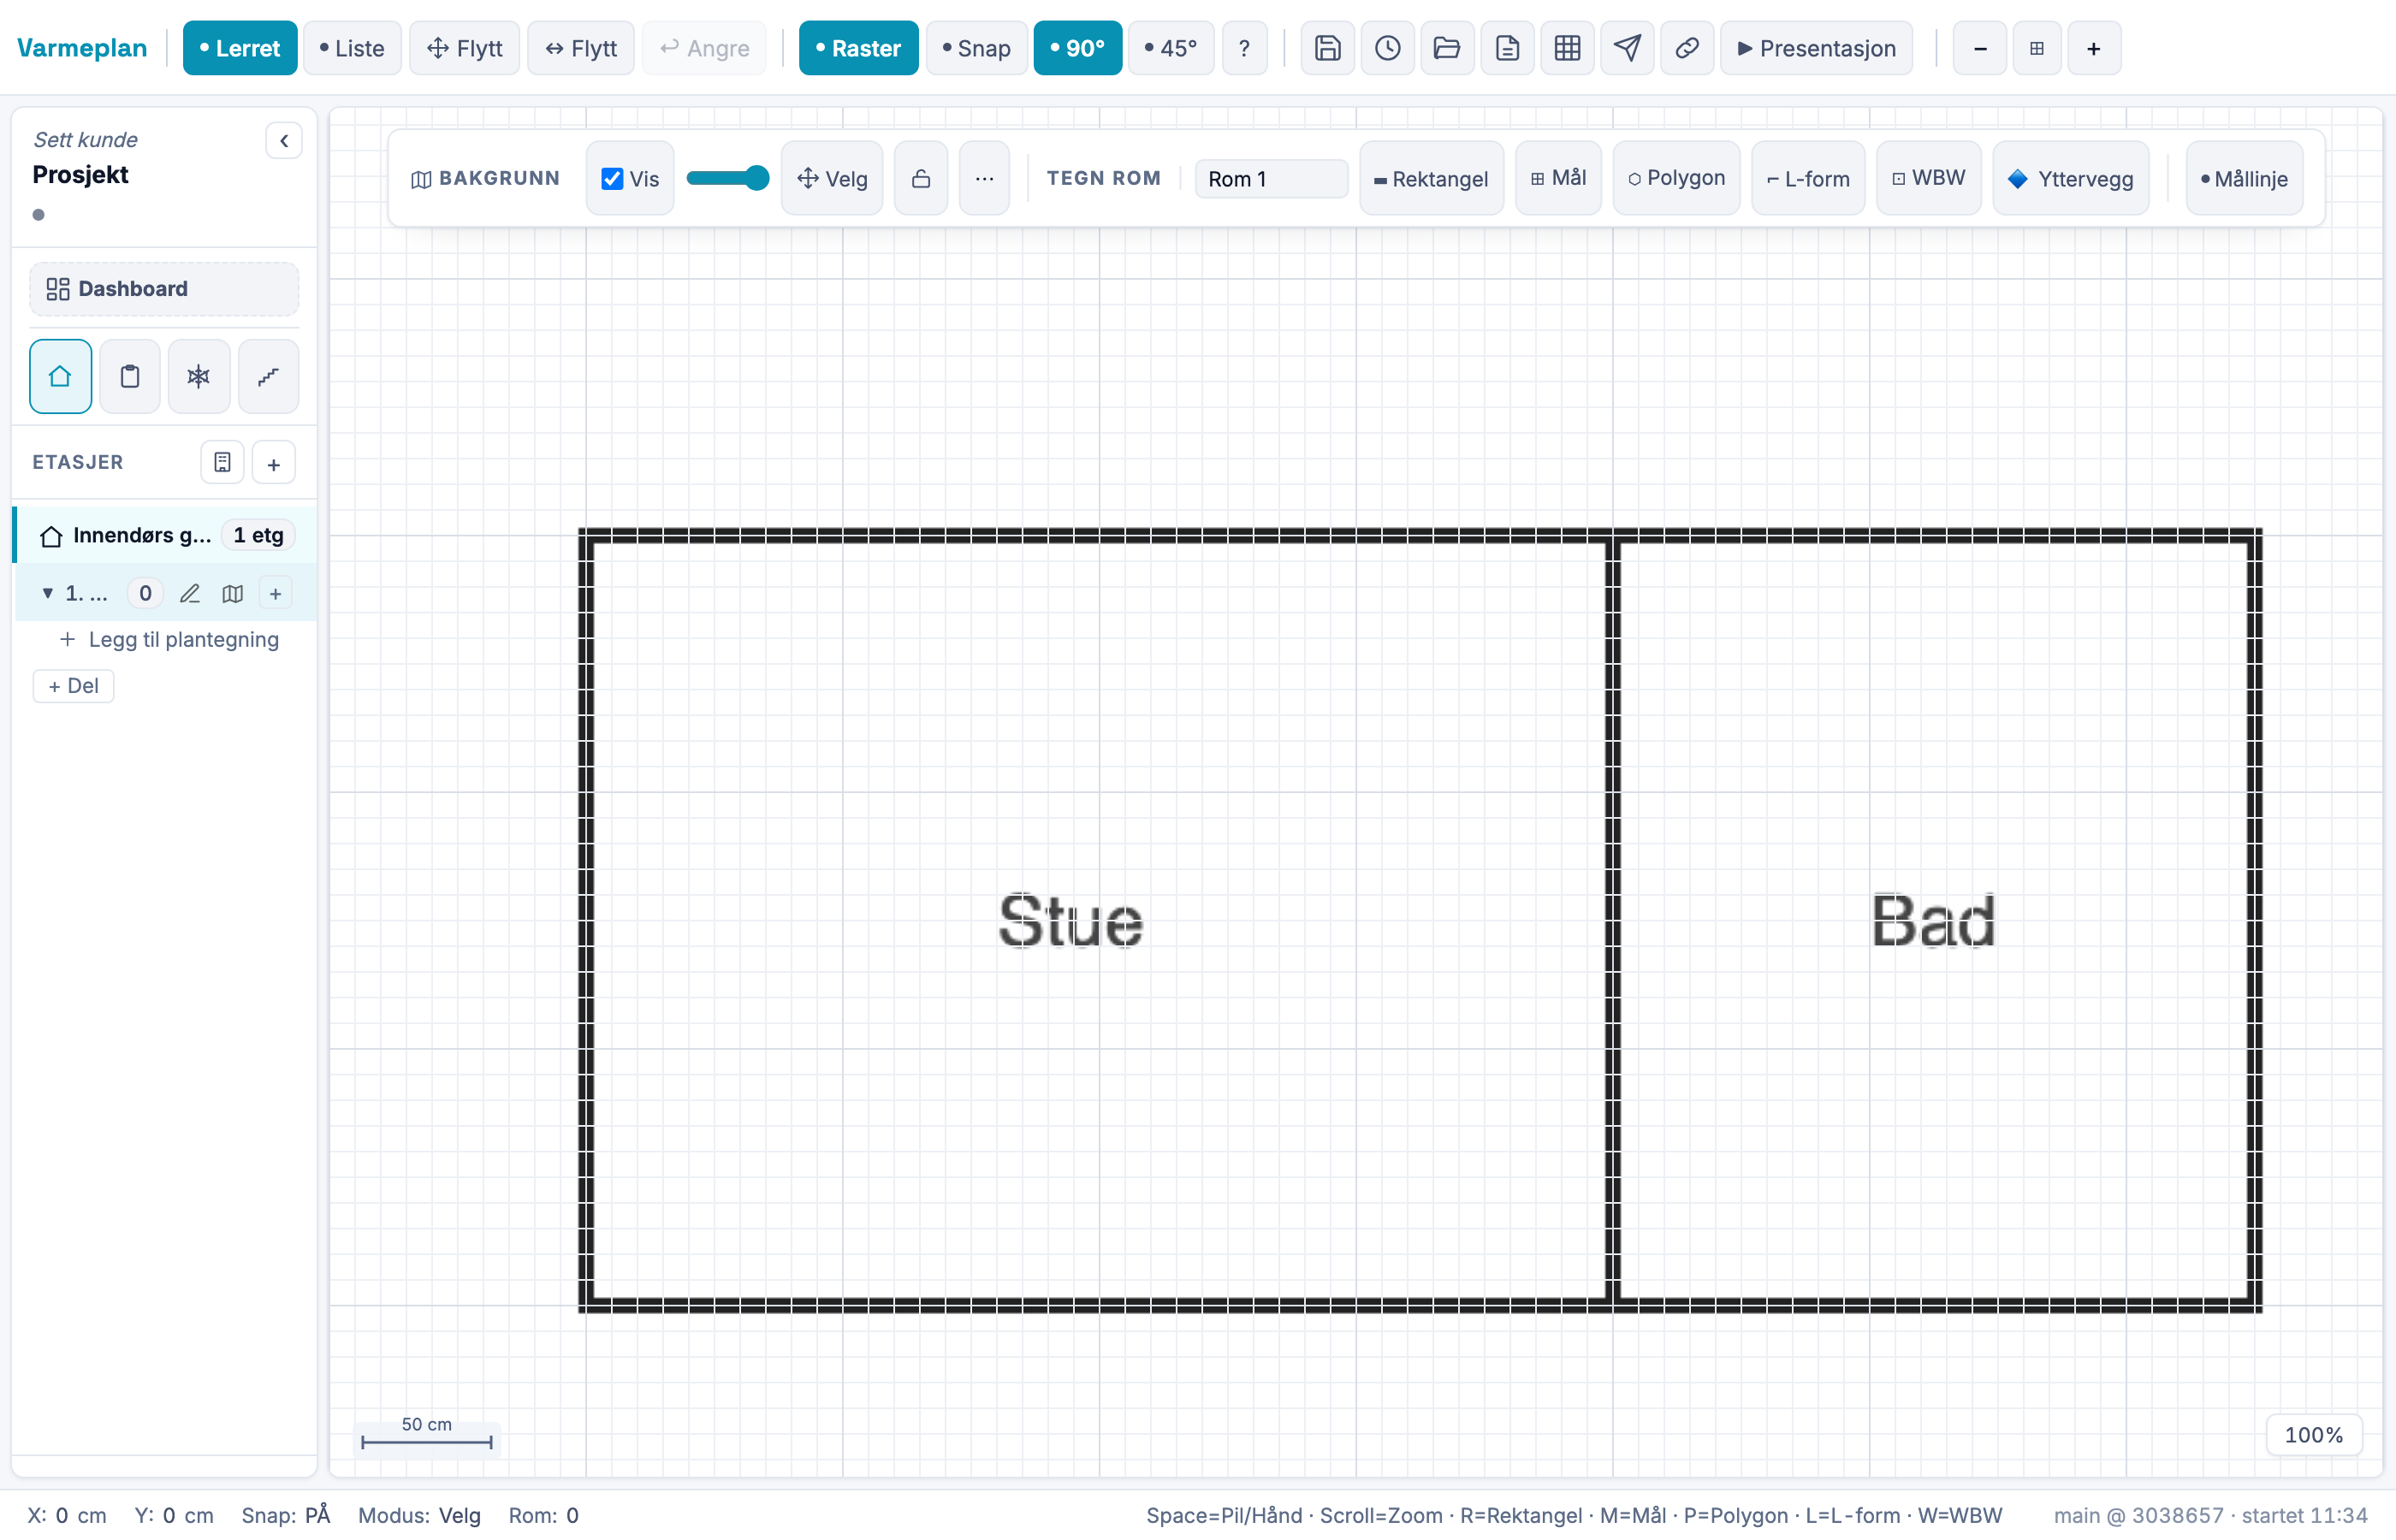 Varmeplan
Lerret
Liste
Flytt
Flytt
Angre
Raster
Snap
90°
45°
?
Presentasjon
−
+
Sett kunde
Prosjekt
Dashboard
ETASJER
+
Innendørs g...
1 etg
1. ...
0
+
+ Legg til plantegning
+ Del
BAKGRUNN
Vis
Velg
...
TEGN ROM
Rom 1
Rektangel
Mål
Polygon
L-form
WBW
Yttervegg
Mållinje
Stue
Bad
50 cm
100%
X: 0 cm Y: 0 cm Snap: PÅ Modus: Velg Rom: 0
Space=Pil/Hånd · Scroll=Zoom · R=Rektangel · M=Mål · P=Polygon · L=L-form · W=WBW
main @ 3038657 · startet 11:34